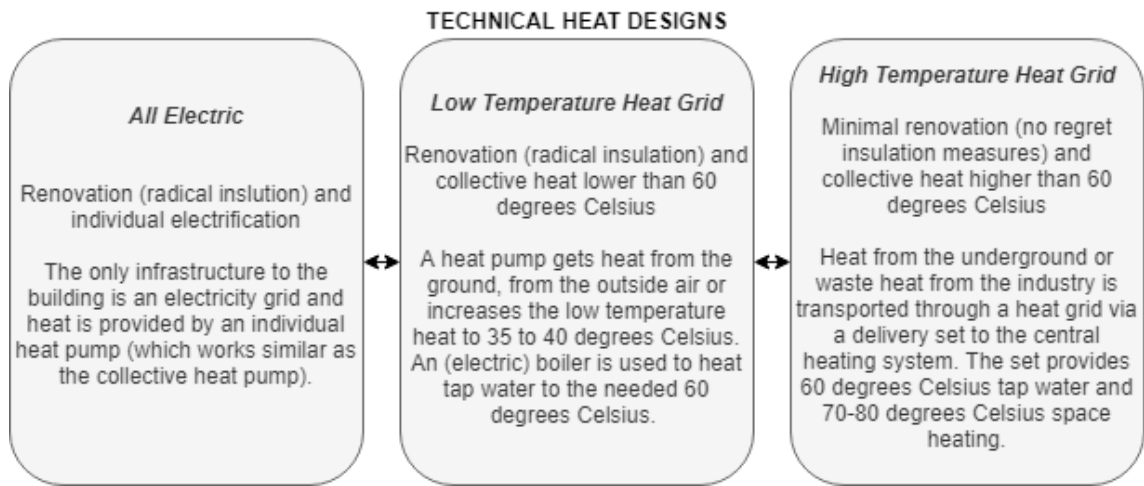 TECHNICAL HEAT DESIGNS
All Electric
Renovation (radical inslution) and
individual electrification
The only infrastructure to the
building is an electricity grid and
heat is provided by an individual
heat pump (which works similar as
the collective heat pump).
Low Temperature Heat Grid
Renovation (radical insulation) and
collective heat lower than 60
degrees Celsius
A heat pump gets heat from the
ground, from the outside air or
increases the low temperature
heat to 35 to 40 degrees Celsius.
An (electric) boiler is used to heat
tap water to the needed 60
degrees Celsius.
High Temperature Heat Grid
Minimal renovation (no regret
insulation measures) and
collective heat higher than 60
degrees Celsius
Heat from the underground or
waste heat from the industry is
transported through a heat grid via
a delivery set to the central
heating system. The set provides
60 degrees Celsius tap water and
70-80 degrees Celsius space
heating.